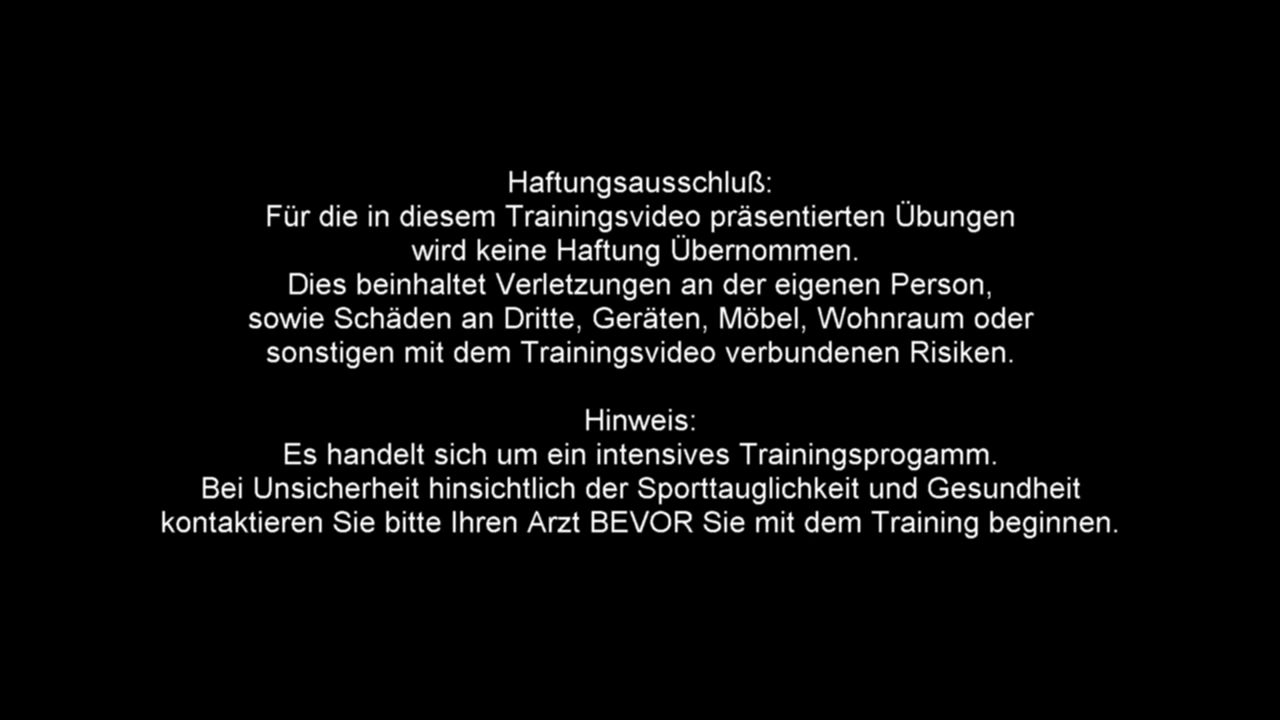 Haftungsausschluß:
Für die in diesem Trainingsvideo präsentierten Übungen
wird keine Haftung Übernommen.
Dies beinhaltet Verletzungen an der eigenen Person,
sowie Schäden an Dritte, Geräten, Möbel, Wohnraum oder
sonstigen mit dem Trainingsvideo verbundenen Risiken.
Hinweis:
Es handelt sich um ein intensives Trainingsprogamm.
Bei Unsicherheit hinsichtlich der Sporttauglichkeit und Gesundheit
kontaktieren Sie bitte Ihren Arzt BEVOR Sie mit dem Training beginnen.